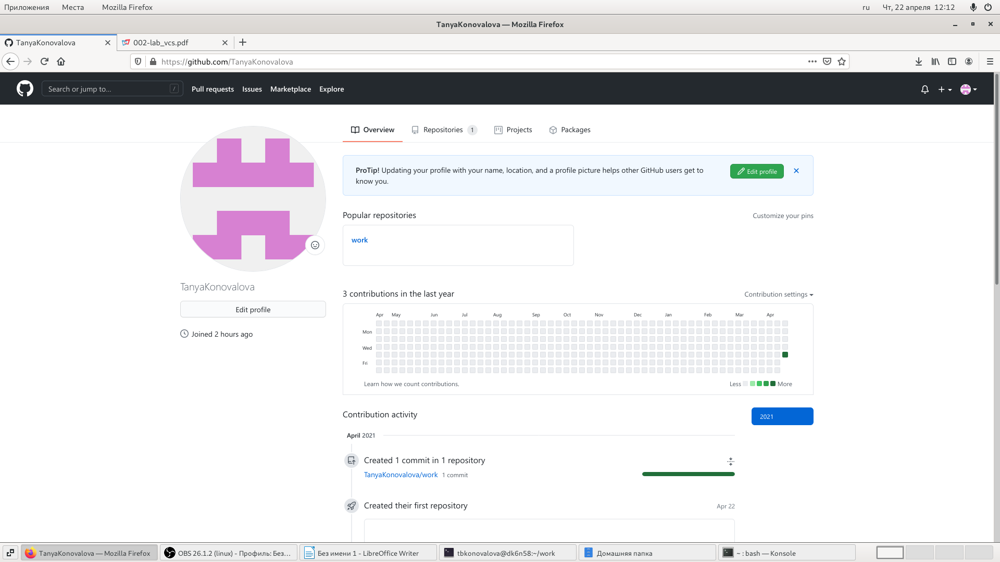 Приложения Места Mozilla Firefox ru Чт, 22 апреля 12:12
TanyaKonovalova — Mozilla Firefox
TanyaKonovalova 002-lab_vcs.pdf
https://github.com/TanyaKonovalova
Search or jump to... / Pull requests Issues Marketplace Explore
Overview Repositories 1 Projects Packages
ProTip! Updating your profile with your name, location, and a profile picture helps other GitHub users get to
know you.
Edit profile
Popular repositories Customize your pins
work
TanyaKonovalova
Edit profile
Joined 2 hours ago
3 contributions in the last year Contribution settings
Apr May Jun Jul Aug Sep Oct Nov Dec Jan Feb Mar Apr
Mon
Wed
Fri
Learn how we count contributions. Less More
Contribution activity 2021
April 2021
Created 1 commit in 1 repository
TanyaKonovalova/work 1 commit
Created their first repository Apr 22
TanyaKonovalova — Mozilla Firefox OBS 26.1.2 (linux) - Профиль: Без... Без имени 1 - LibreOffice Writer tbkonovalova@dk6n58:~/work Домашняя папка ~ : bash — Konsole